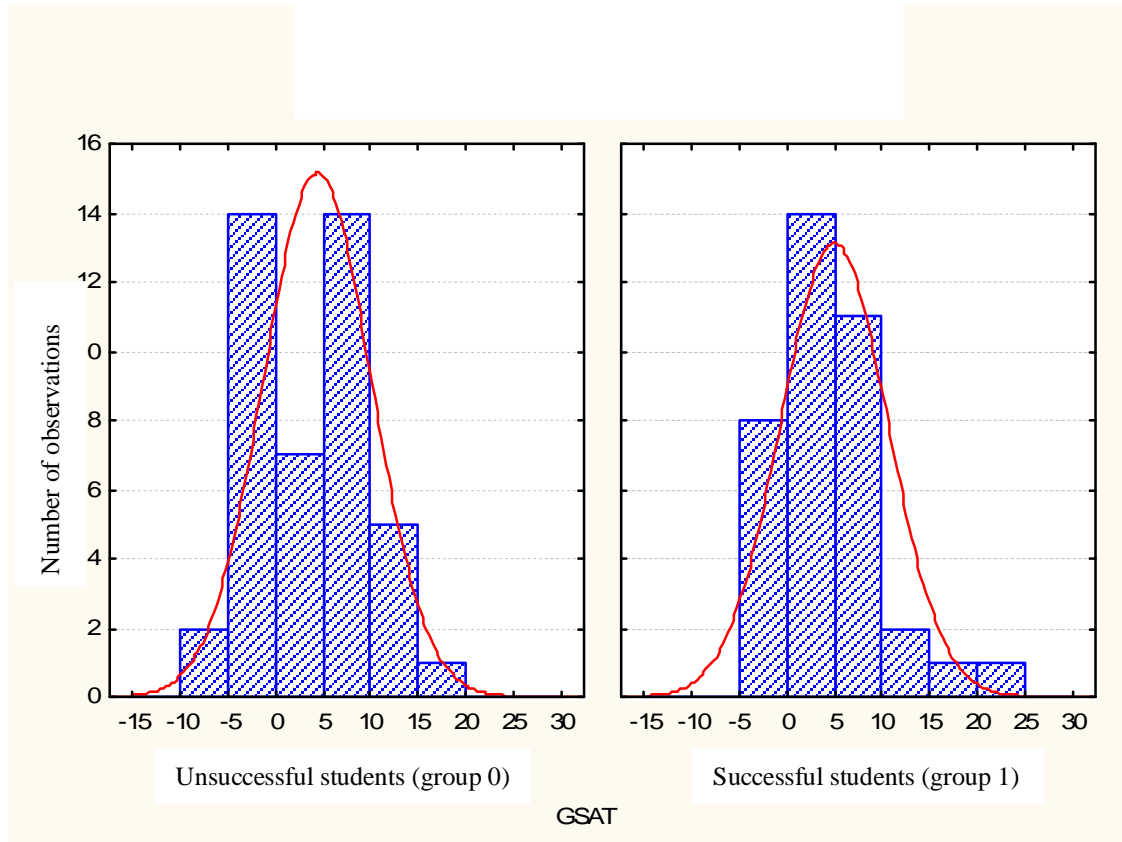 16
14
12
0
8
6
4
2
0
Number of observations
-15 -10 -5 0 5 10 15 20 25 30
-15 -10 -5 0 5 10 15 20 25 30
Unsuccessful students (group 0)
Successful students (group 1)
GSAT